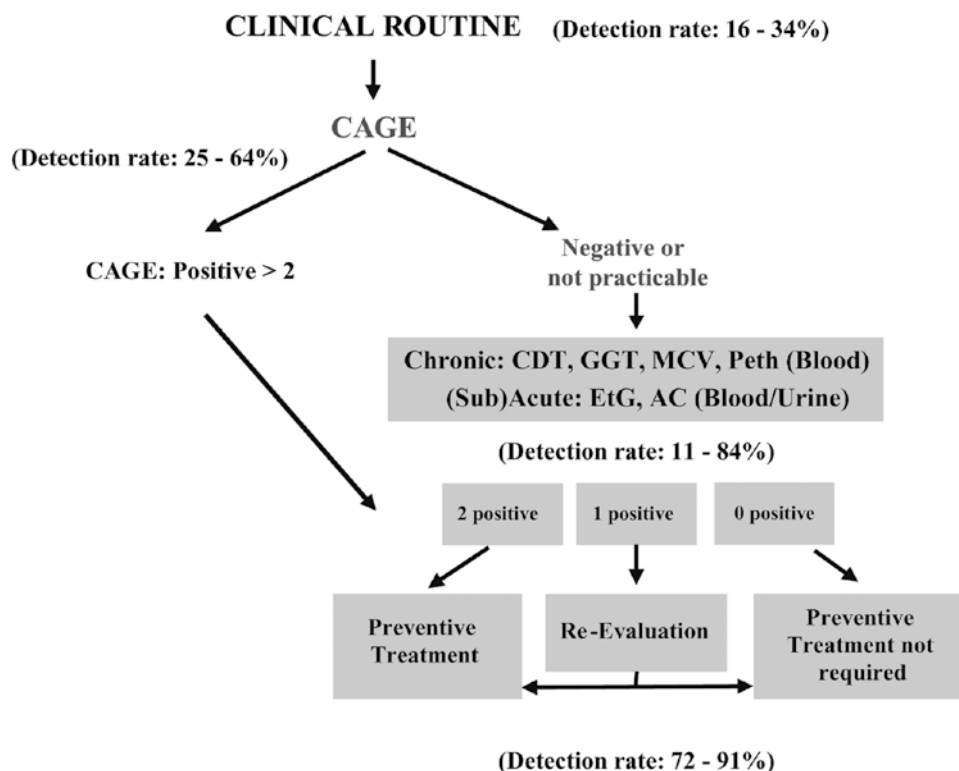 CLINICAL ROUTINE (Detection rate: 16 - 34%)
CAGE
(Detection rate: 25 - 64%)
CAGE: Positive > 2
Negative or
not practicable
Chronic: CDT, GGT, MCV, Peth (Blood)
(Sub)Acute: EtG, AC (Blood/Urine)
(Detection rate: 11 - 84%)
2 positive
1 positive
0 positive
Preventive
Treatment
Re-Evaluation
Preventive
Treatment not
required
(Detection rate: 72 - 91%)